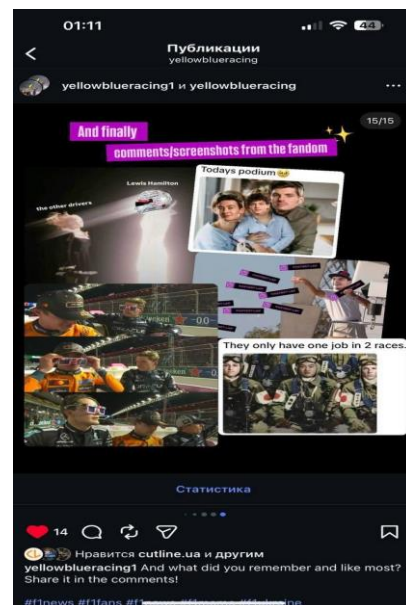 01:11
44
Публикации
yellowblueracing
yellowblueracing1 и yellowblueracing
15/15
And finally
comments/screenshots from the fandom
Lewis Hamilton
the other drivers
Todays podium🥹
They only have one job in 2 races.
Статистика
14
Нравится cutline.ua и другим
yellowblueracing1 And what did you remember and like most?
Share it in the comments!
#f1news #f1fans